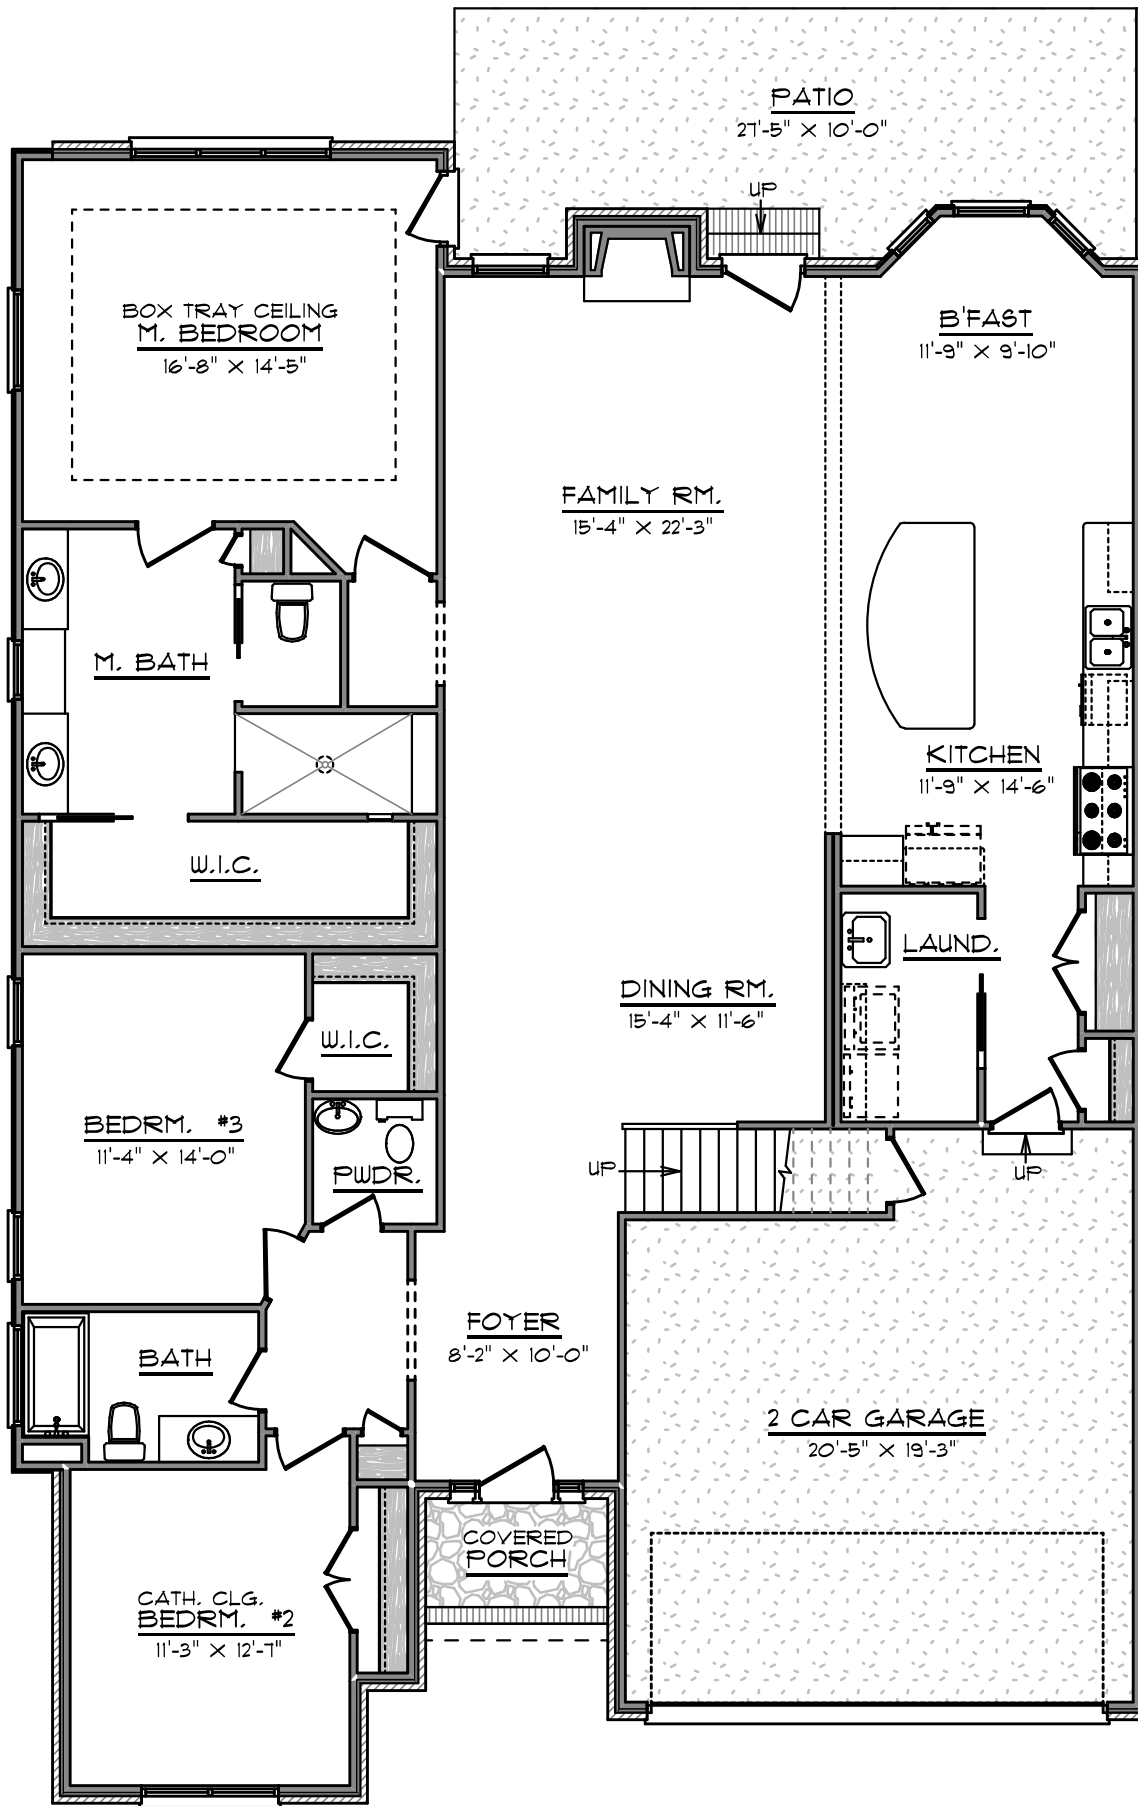 PATIO
27'-5" X 10'-0"
UP
BOX TRAY CEILING
M. BEDROOM
16'-8" X 14'-5"
B'FAST
11'-9" X 9'-10"
FAMILY RM.
15'-4" X 22'-3"
M. BATH
KITCHEN
11'-9" X 14'-6"
W.I.C.
LAUND.
DINING RM.
15'-4" X 11'-6"
W.I.C.
BEDRM. #3
11'-4" X 14'-0"
PWDR.
UP
UP
FOYER
8'-2" X 10'-0"
BATH
2 CAR GARAGE
20'-5" X 19'-3"
COVERED
PORCH
CATH. CLG.
BEDRM. #2
11'-3" X 12'-7"